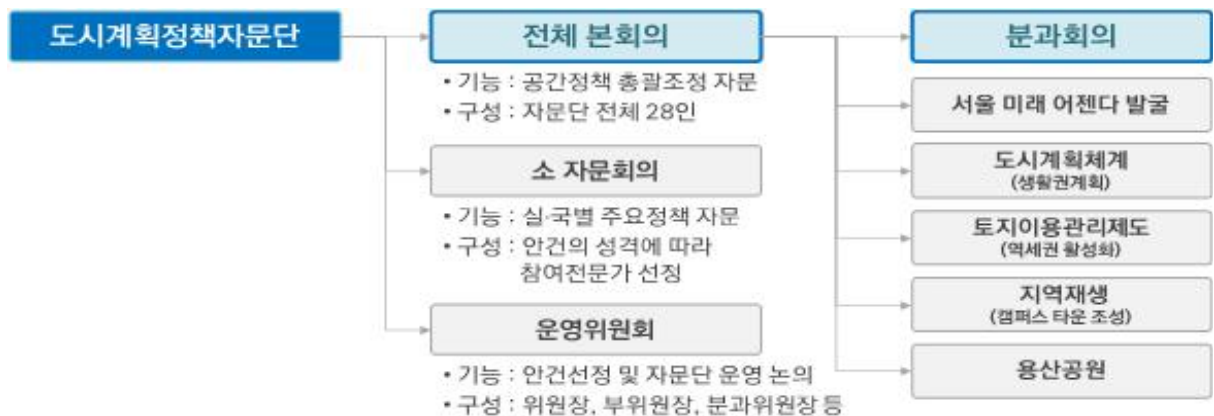 도시계획정책자문단
전체 본회의
• 기능 : 공간정책 총괄조정 자문
• 구성 : 자문단 전체 28인
소 자문회의
• 기능 : 실·국별 주요정책 자문
• 구성 : 안건의 성격에 따라
참여전문가 선정
운영위원회
• 기능 : 안건선정 및 자문단 운영 논의
• 구성 : 위원장, 부위원장, 분과위원장 등
분과회의
서울 미래 어젠다 발굴
도시계획체계
(생활권계획)
토지이용관리제도
(역세권 활성화)
지역재생
(캠퍼스 타운 조성)
용산공원